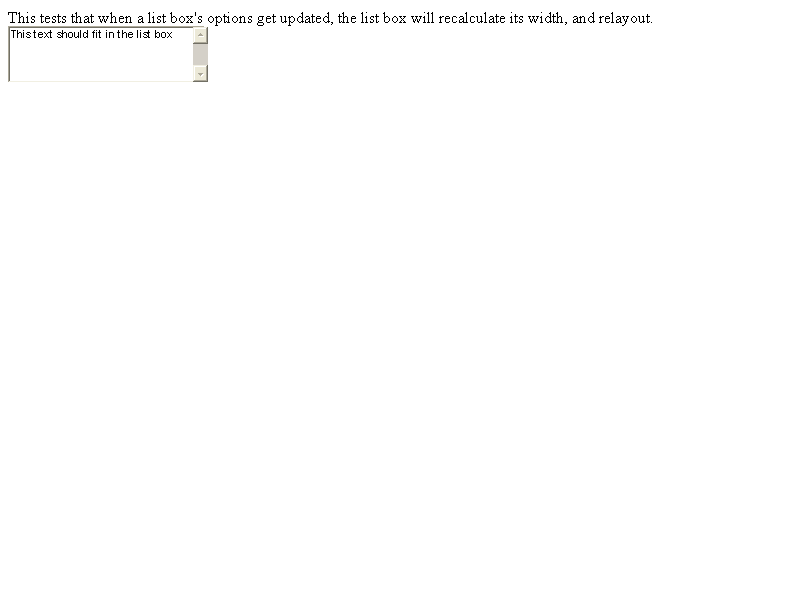 This tests that when a list box's options get updated, the list box will recalculate its width, and relayout.
This text should fit in the list box